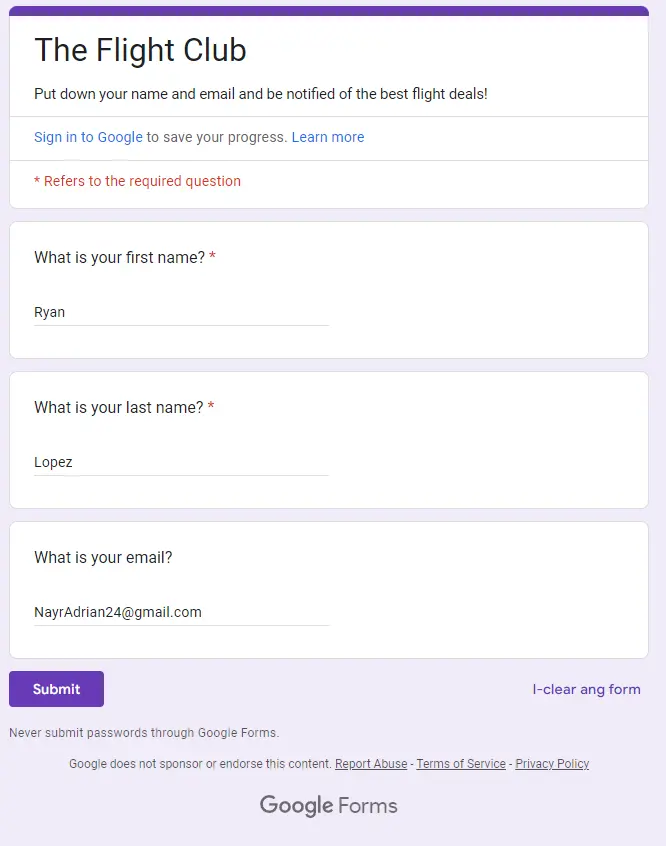 The Flight Club
Put down your name and email and be notified of the best flight deals!
Sign in to Google to save your progress. Learn more
* Refers to the required question
What is your first name? *
Ryan
What is your last name? *
Lopez
What is your email?
NayrAdrian24@gmail.com
Submit
I-clear ang form
Never submit passwords through Google Forms.
Google does not sponsor or endorse this content. Report Abuse - Terms of Service - Privacy Policy
Google Forms